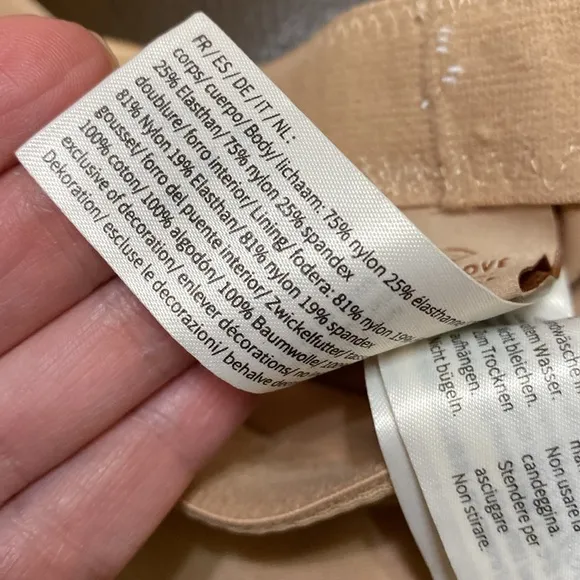 FR/ ES/ DE/ IT/ NL:
corps/ cuerpo/ Body/ lichaam: 75% nylon 25% élasthanne
25% Elasthan/ 75% nylon 25% spandex
doublure/ forro interior/ Lining/ fodera: 81% nylon 19%
81% Nylon 19% Elasthan/ 81% nylon 19% spandex
gousset/ forro del puente interior/ Zwickelfutter/
100% coton/ 100% algodón/ 100% Baumwolle/
exclusive of decoration/ enlever décorations/
Dekoration/ escluse le decorazioni/ behalve
OVE
Wasser.
bleichen.
Trocknen
aufhängen.
bügeln.
Non usare
candeggina.
Stendere per
asciugare
Non stirare.